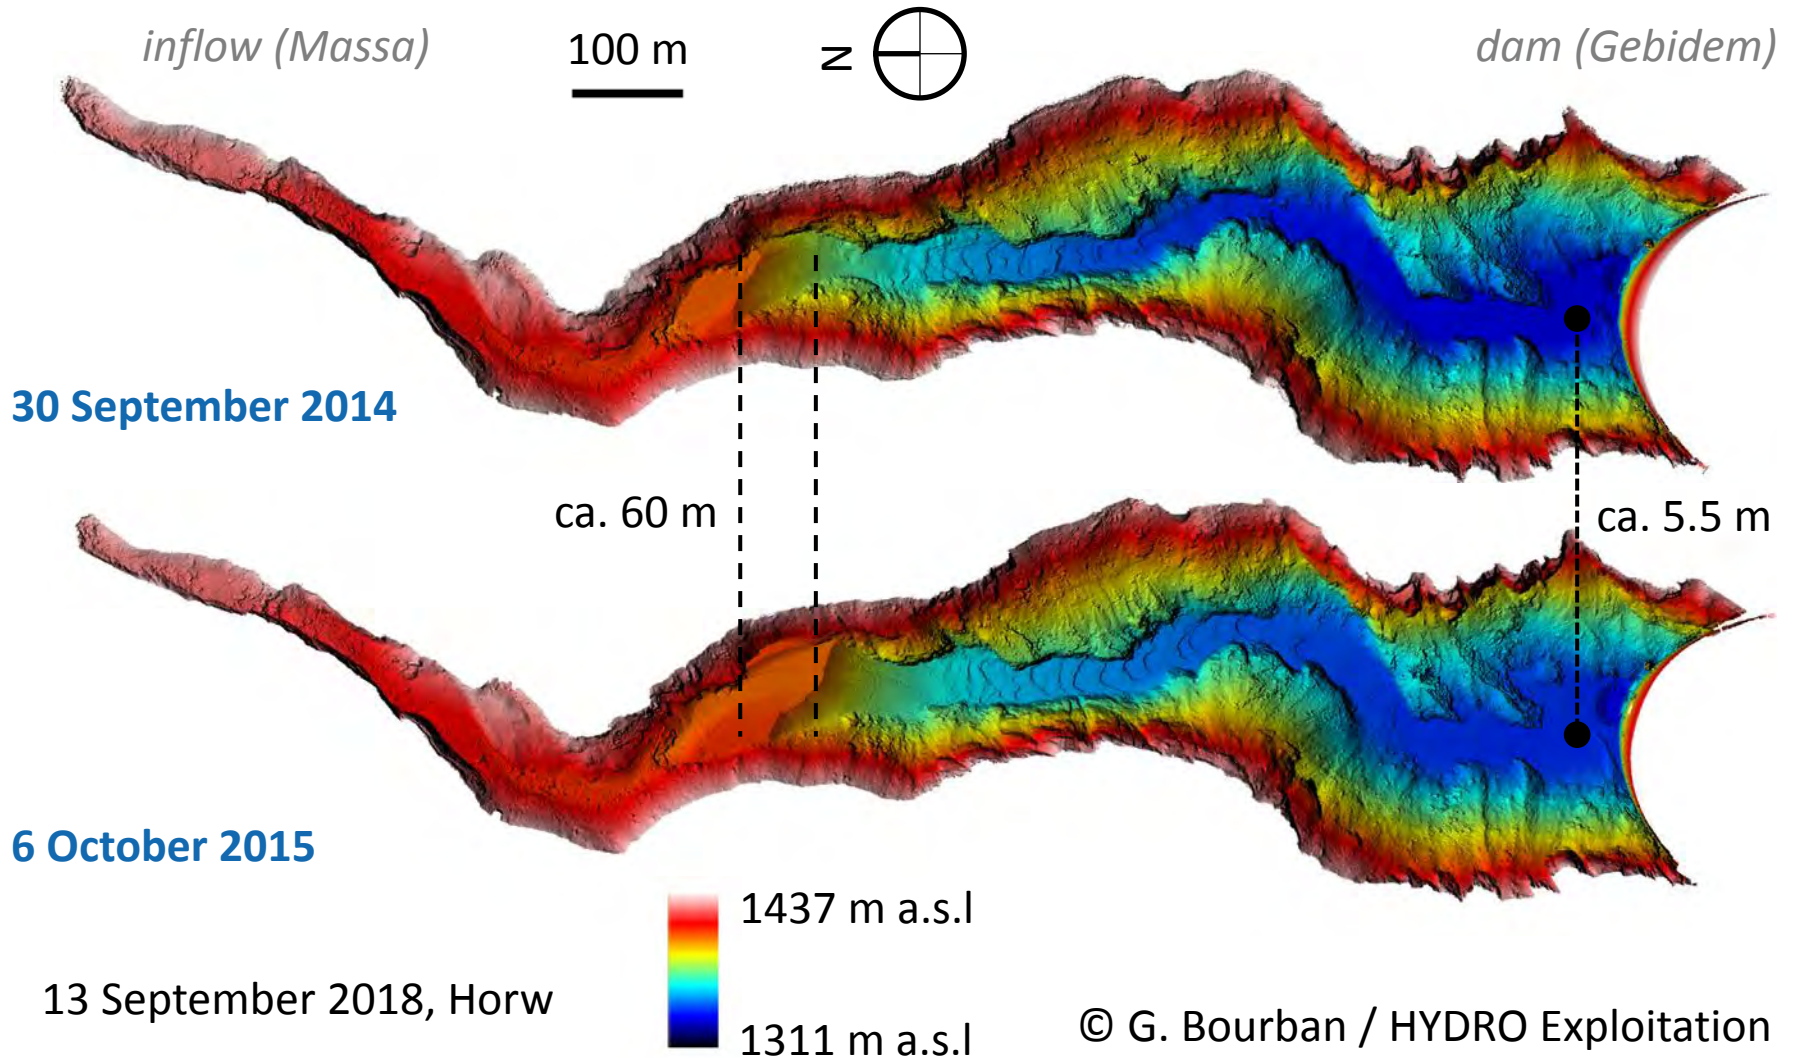 inflow (Massa)
100 m
N
dam (Gebidem)
30 September 2014
ca. 60 m
ca. 5.5 m
6 October 2015
1437 m a.s.l
13 September 2018, Horw
1311 m a.s.l
© G. Bourban / HYDRO Exploitation